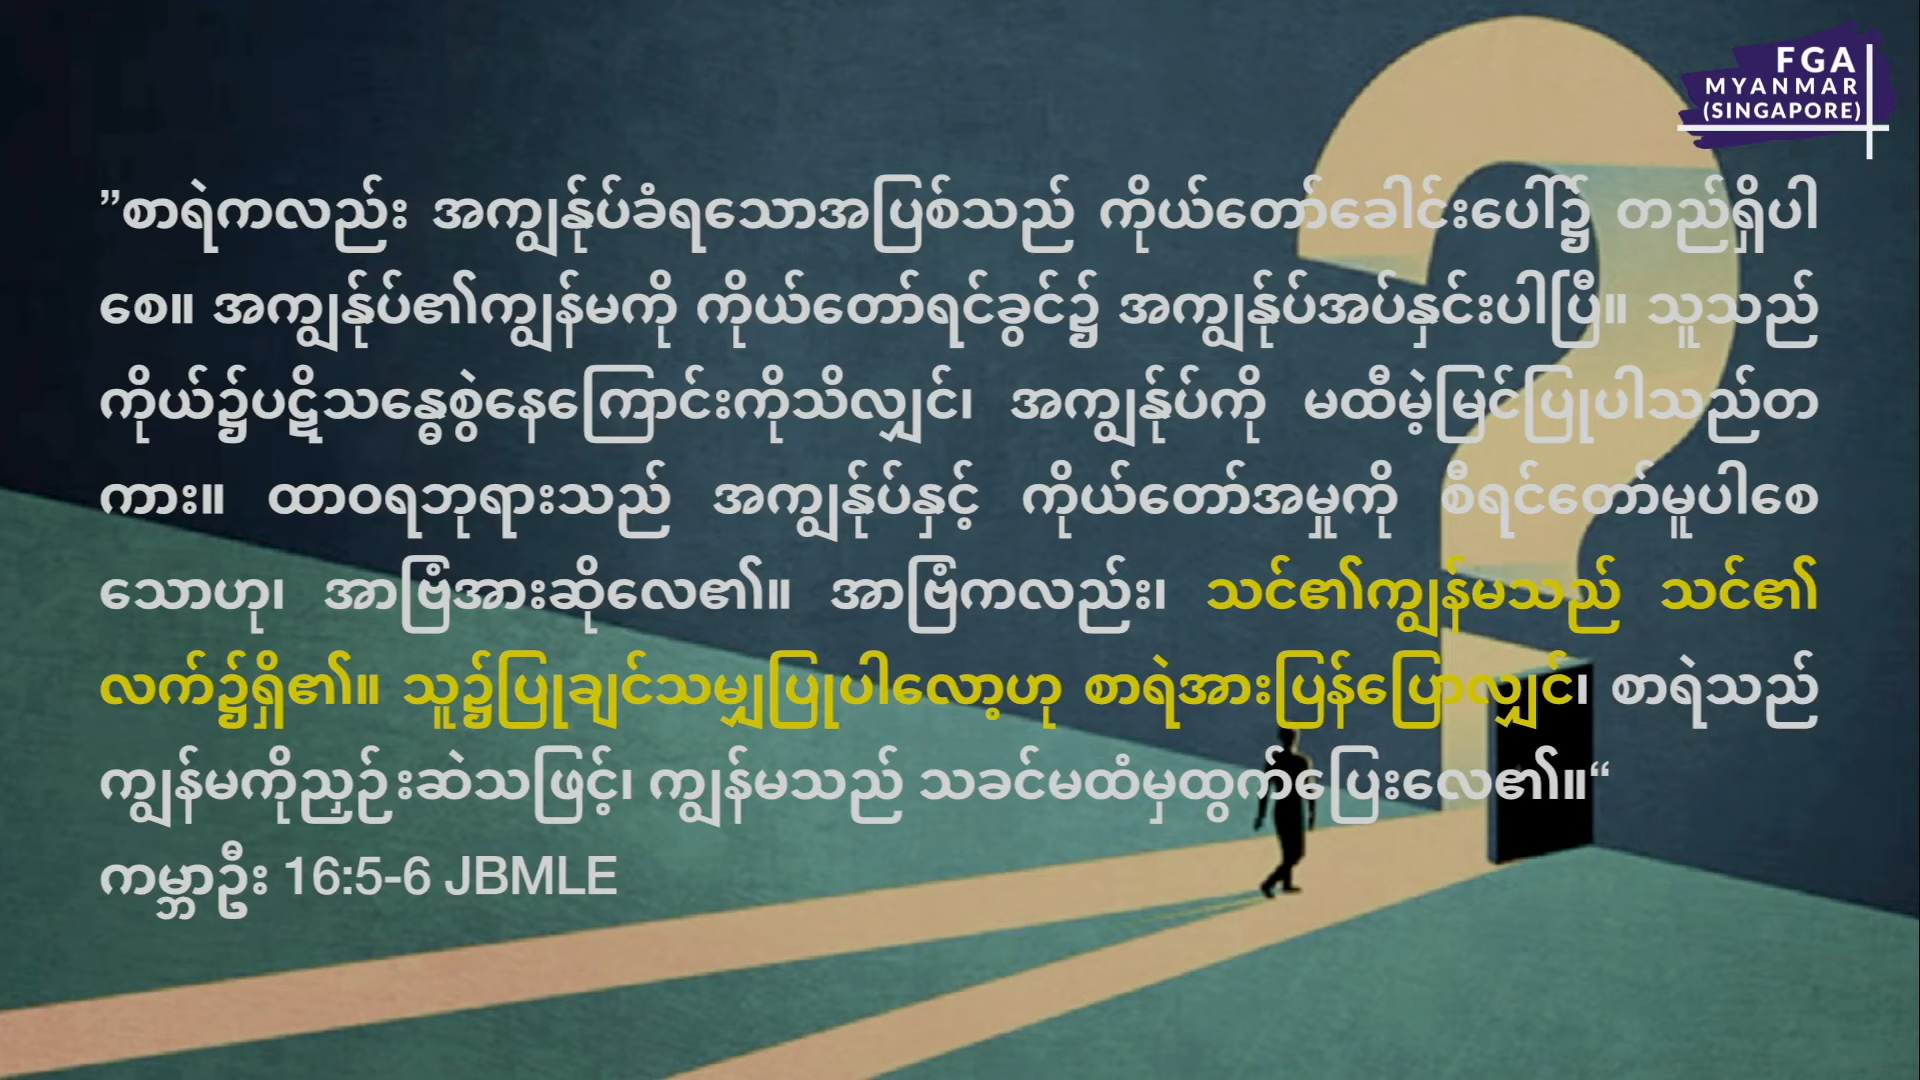 FGA
MYANMAR
(SINGAPORE)
”စာရဲကလည်း အကျွန်ုပ်ခံရသောအပြစ်သည် ကိုယ်တော်ခေါင်းပေါ်၌ တည်ရှိပါ
စေ။ အကျွန်ုပ်၏ကျွန်မကို ကိုယ်တော်ရင်ခွင်၌ အကျွန်ုပ်အပ်နှင်းပါပြီ။ သူသည်
ကိုယ်၌ပဋိသန္ဓေစွဲနေကြောင်းကိုသိလျှင်၊ အကျွန်ုပ်ကို မထီမဲ့မြင်ပြုပါသည်တ
ကား။ ထာဝရဘုရားသည် အကျွန်ုပ်နှင့် ကိုယ်တော်အမှုကို စီရင်တော်မူပါစေ
သောဟု၊ အာဗြံအားဆိုလေ၏။ အာဗြံကလည်း၊ သင်၏ကျွန်မသည် သင်၏
လက်၌ရှိ၏။ သူ၌ပြုချင်သမျှပြုပါလော့ဟု စာရဲအားပြန်ပြောလျှင်၊ စာရဲသည်
ကျွန်မကိုညှဉ်းဆဲသဖြင့်၊ ကျွန်မသည် သခင်မထံမှထွက်ပြေးလေ၏။“
ကမ္ဘာဦး 16:5-6 JBMLE